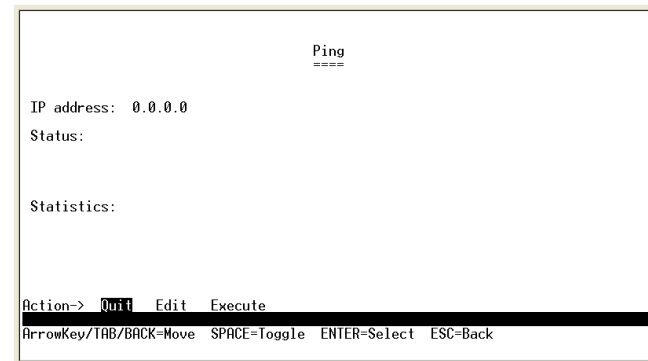 Ping
====
IP address: 0.0.0.0
Status:
Statistics:
Action-> Quit Edit Execute
ArrowKey/TAB/BACK=Move SPACE=Toggle ENTER=Select ESC=Back